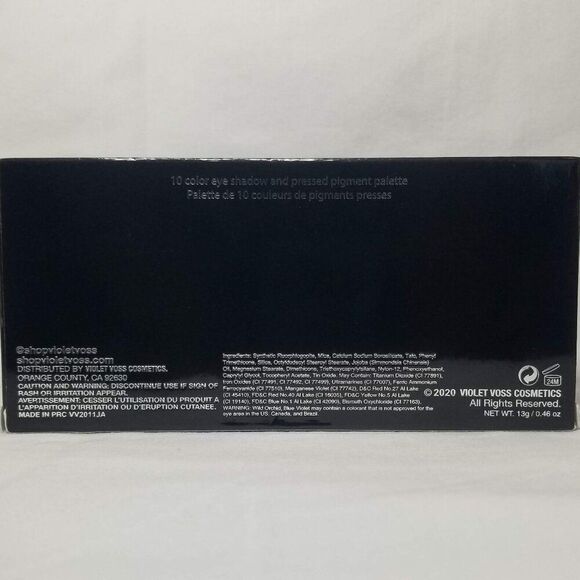 10 color eye shadow and pressed pigment palette
Palette de 10 couleurs de pigments presses
@shopvioletvoss
shopvioletvoss.com
DISTRIBUTED BY VIOLET VOSS COSMETICS.
ORANGE COUNTY, CA 92630
CAUTION AND WARNING: DISCONTINUE USE IF SIGN OF
RASH OR IRRITATION APPEAR.
AVERTISSEMENT: CESSER L'UTILISATION DU PRODUIT A
L'APPARITION D'IRRITATION OU D'ÉRUPTION CUTANEE.
MADE IN PRC VV2011JA
Ingredients: Synthetic Fluorphlogopite, Mica, Calcium Sodium Borosilicate, Talc, Phenyl
Trimethicone, Silica, Octyldodecyl Stearoyl Stearate, Jojoba (Simmondsia Chinensis)
Oil, Magnesium Stearate, Dimethicone, Triethoxycaprylylsilane, Nylon-12, Phenoxyethanol,
Caprylyl Glycol, Tocopheryl Acetate, Tin Oxide. May Contain: Titanium Dioxide (CI 77891),
Iron Oxides (CI 77491, CI 77492, CI 77499), Ultramarines (CI 77007), Ferric Ammonium
Ferrocyanide (CI 77510), Manganese Violet (CI 77742), D&C Red No.27 Al Lake
(CI 45410), FD&C Red No.40 Al Lake (CI 16035), FD&C Yellow No.5 Al Lake
(CI 19140), FD&C Blue No.1 Al Lake (CI 42090), Bismuth Oxychloride (CI 77163).
WARNING: Wild Orchid, Blue Violet may contain a colorant that is not approved for the
eye area in the US, Canada, and Brazil.
24M
© 2020 VIOLET VOSS COSMETICS
All Rights Reserved.
NET WT. 13g / 0.46 oz